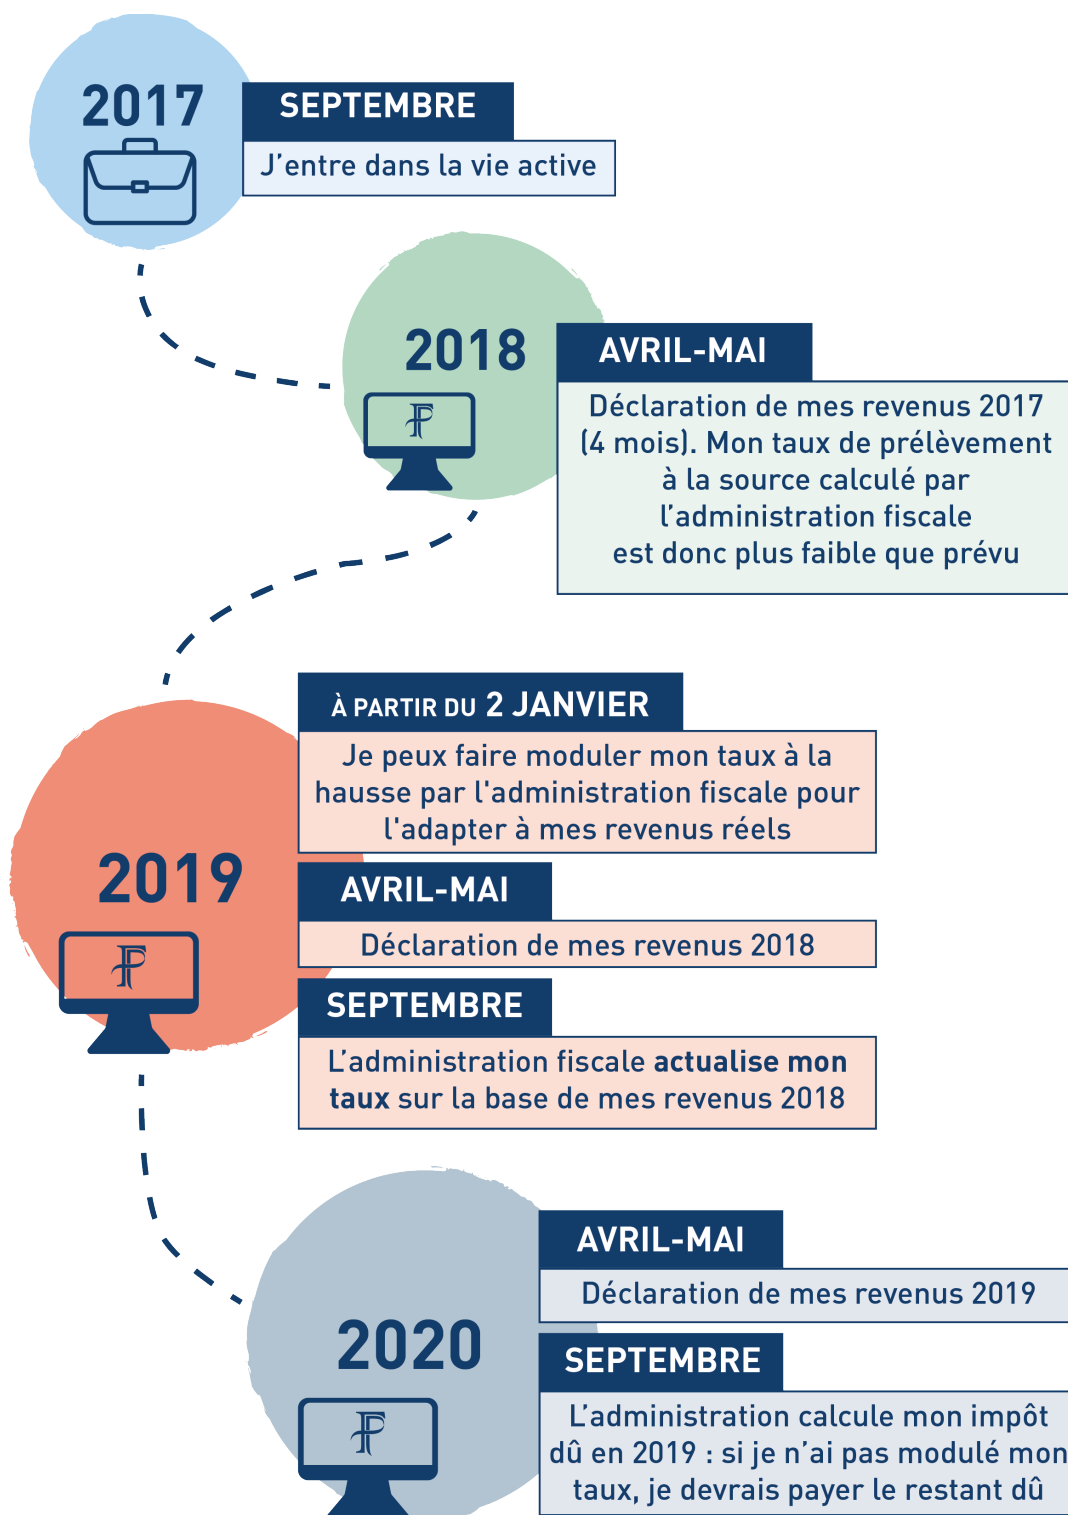 2017
SEPTEMBRE
J’entre dans la vie active
2018
AVRIL-MAI
Déclaration de mes revenus 2017
(4 mois). Mon taux de prélèvement
à la source calculé par
l’administration fiscale
est donc plus faible que prévu
2019
À PARTIR DU 2 JANVIER
Je peux faire moduler mon taux à la
hausse par l'administration fiscale pour
l'adapter à mes revenus réels
AVRIL-MAI
Déclaration de mes revenus 2018
SEPTEMBRE
L’administration fiscale actualise mon
taux sur la base de mes revenus 2018
2020
AVRIL-MAI
Déclaration de mes revenus 2019
SEPTEMBRE
L’administration calcule mon impôt
dû en 2019 : si je n’ai pas modulé mon
taux, je devrais payer le restant dû